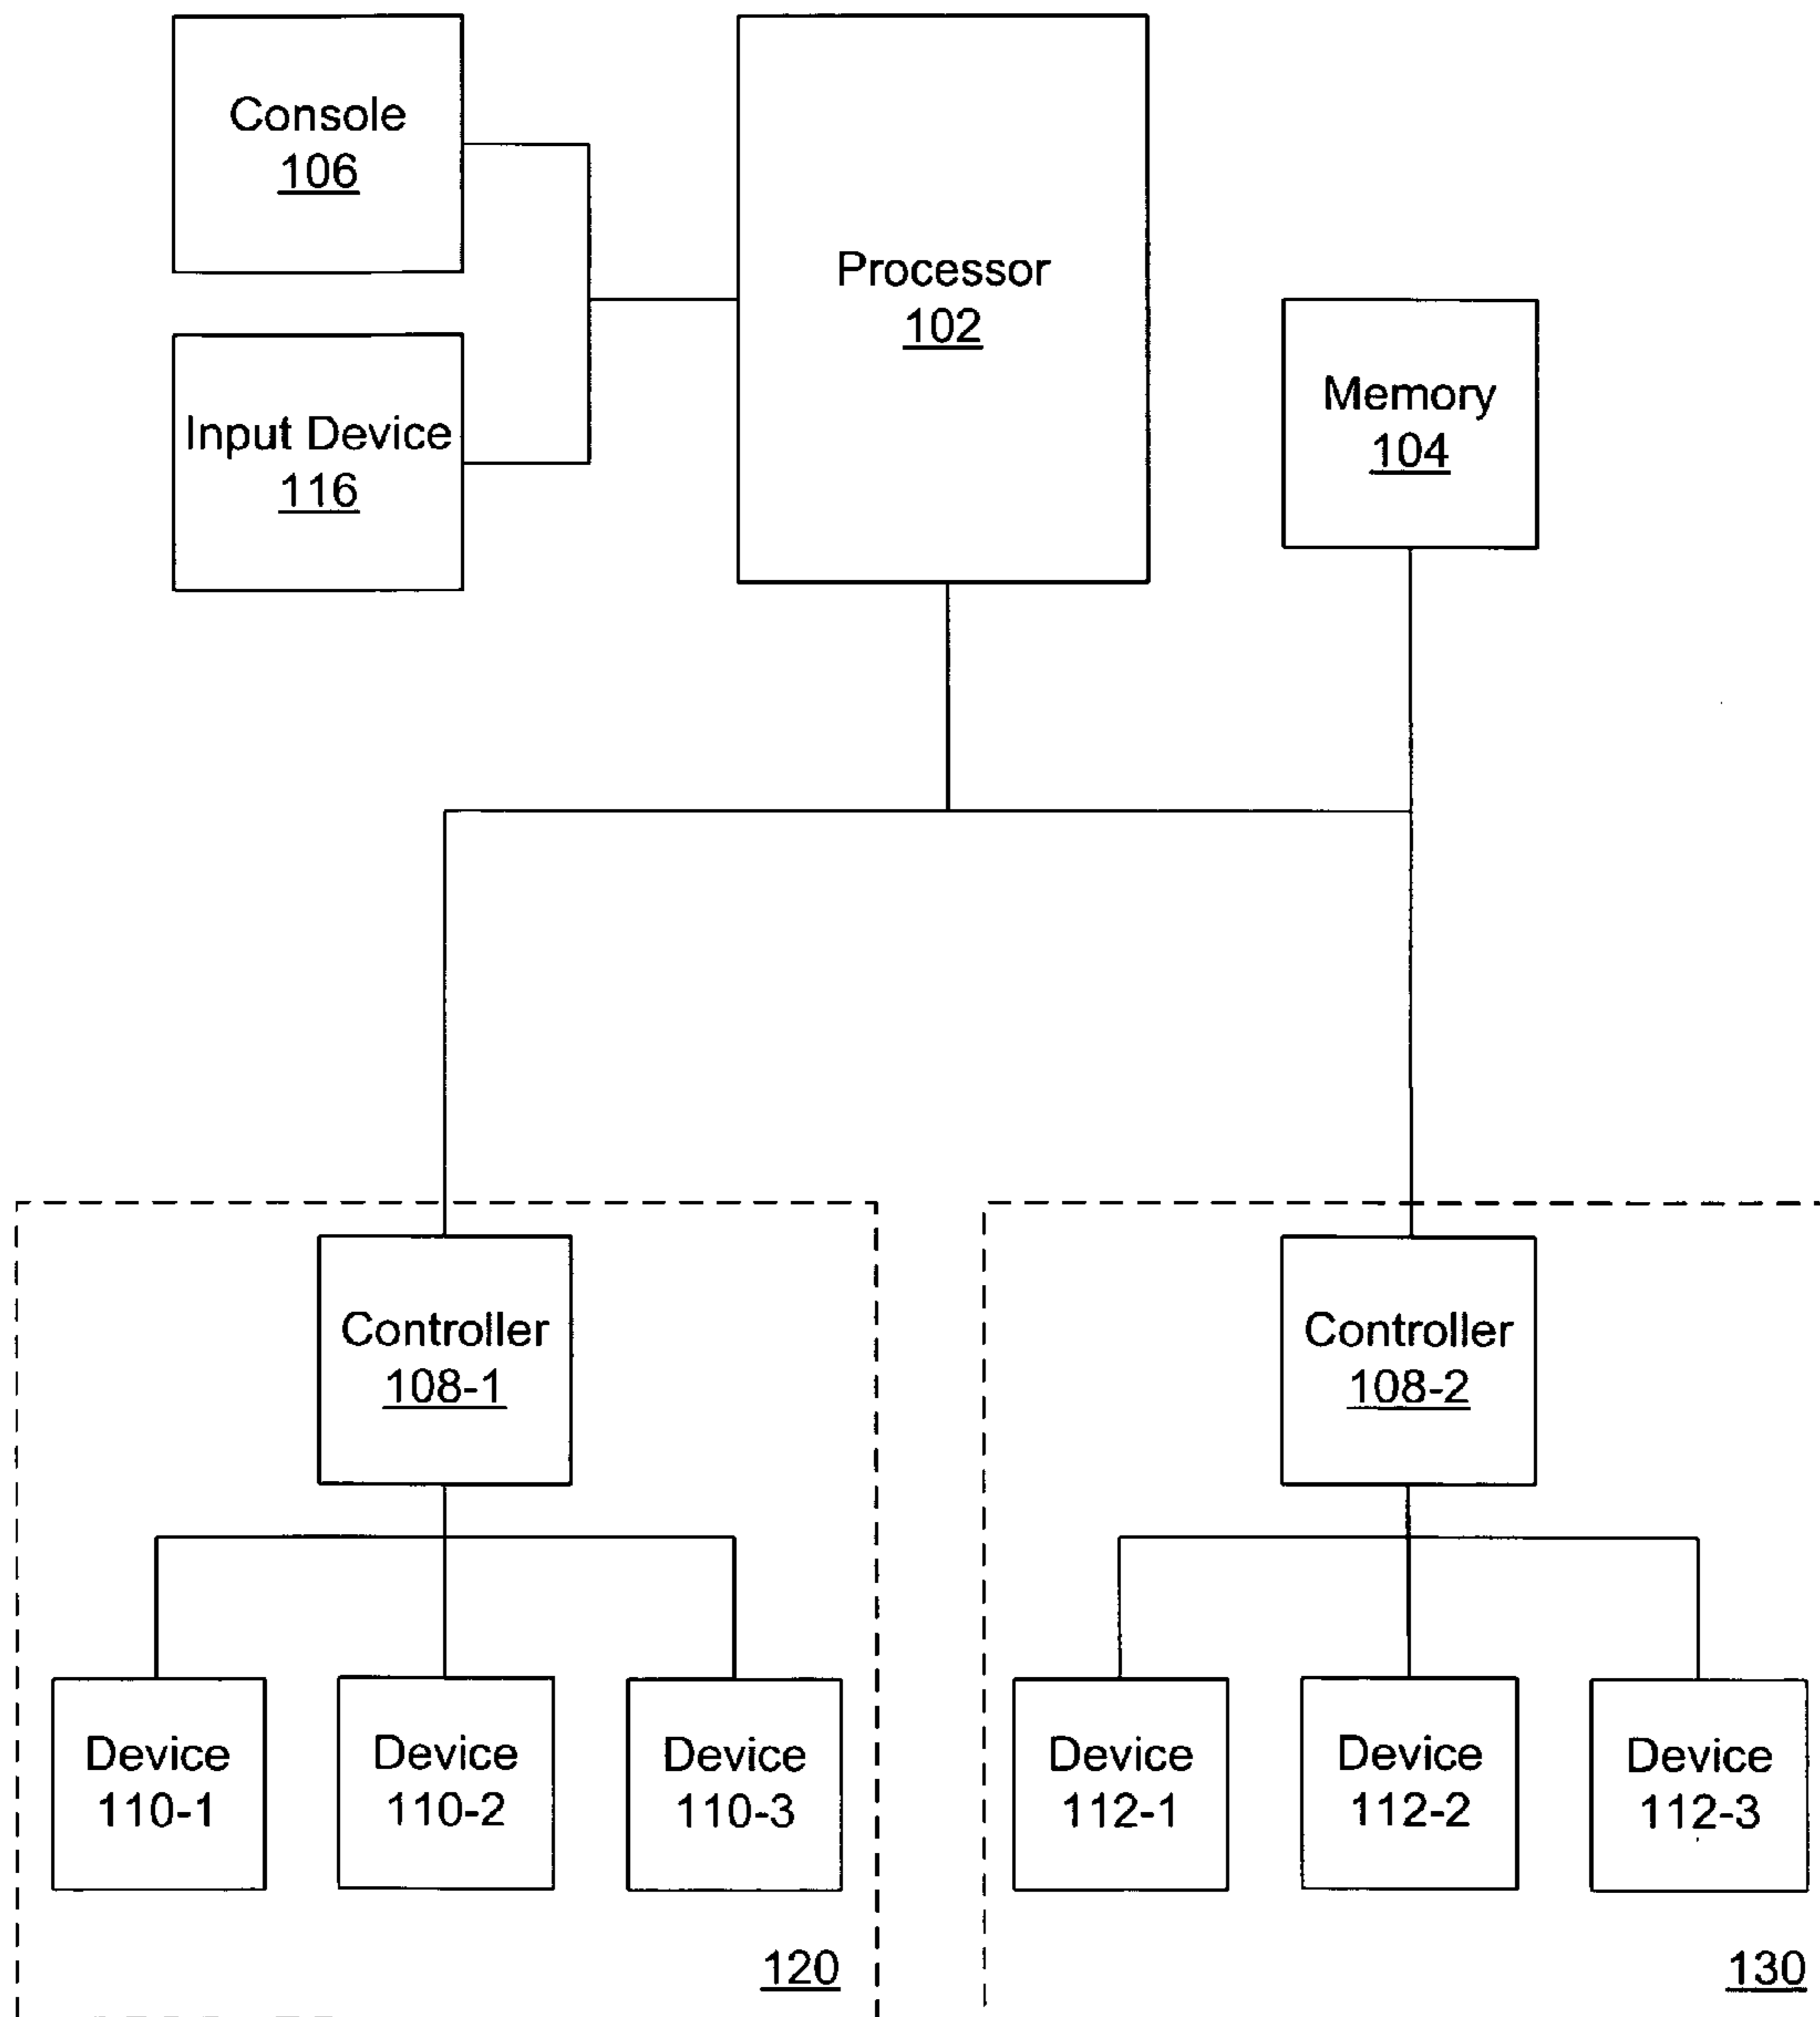 Console
106
Processor
102
Input Device
116
Memory
104
Controller
108-1
Controller
108-2
Device
110-1
Device
110-2
Device
110-3
Device
112-1
Device
112-2
Device
112-3
120
130